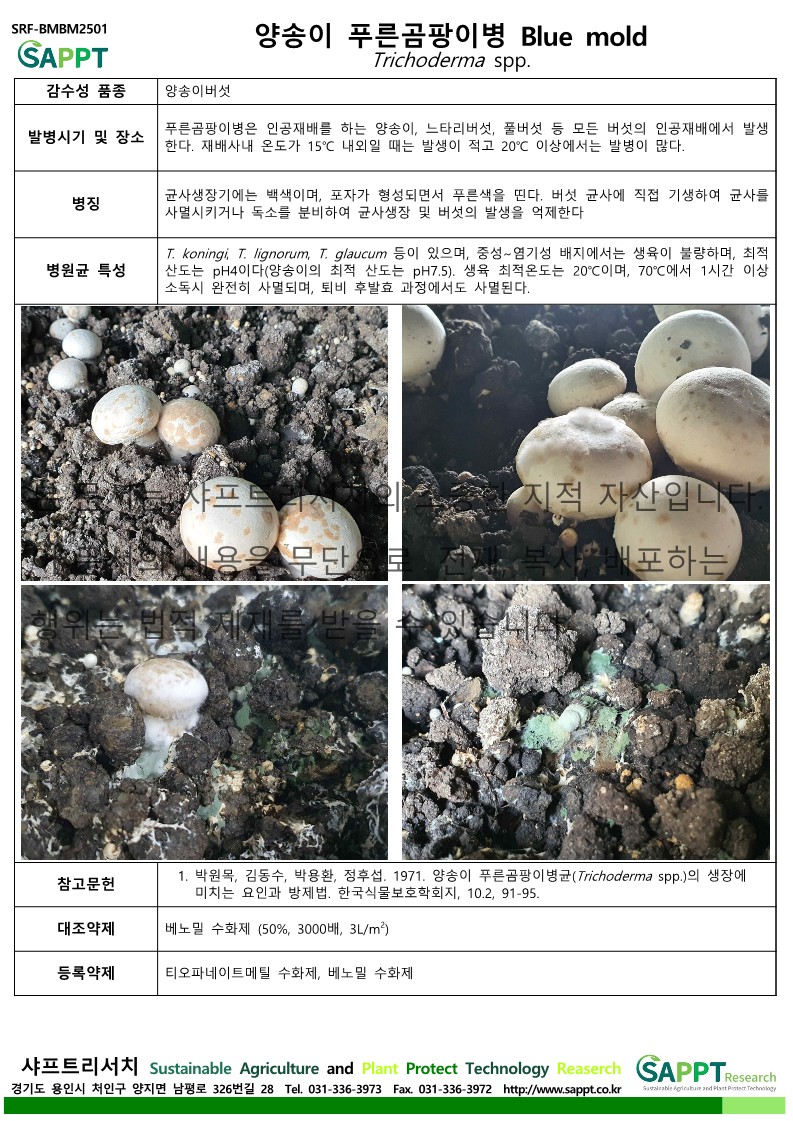 SRF-BMBM2501
SAPPT
양송이 푸른곰팡이병 Blue mold
Trichoderma spp.
감수성 품종
양송이버섯
발병시기 및 장소
푸른곰팡이병은 인공재배를 하는 양송이, 느타리버섯, 풀버섯 등 모든 버섯의 인공재배에서 발생
한다. 재배사내 온도가 15℃ 내외일 때는 발생이 적고 20℃ 이상에서는 발병이 많다.
병징
균사생장기에는 백색이며, 포자가 형성되면서 푸른색을 띤다. 버섯 균사에 직접 기생하여 균사를
사멸시키거나 독소를 분비하여 균사생장 및 버섯의 발생을 억제한다
병원균 특성
T. koningi, T. lignorum, T. glaucum 등이 있으며, 중성~염기성 배지에서는 생육이 불량하며, 최적
산도는 pH4이다(양송이의 최적 산도는 pH7.5). 생육 최적온도는 20℃이며, 70℃에서 1시간 이상
소독시 완전히 사멸되며, 퇴비 후발효 과정에서도 사멸된다.
샤프트리서치의 지적 자산입니다.
내용은 무단으로 전재, 복사, 배포하는
행위는 법적 제재를 받을 수 있습니다
참고문헌
1. 박원목, 김동수, 박용환, 정후섭. 1971. 양송이 푸른곰팡이병균(Trichoderma spp.)의 생장에
미치는 요인과 방제법. 한국식물보호학회지, 10.2, 91-95.
대조약제
베노밀 수화제 (50%, 3000배, 3L/m²)
등록약제
티오파네이트메틸 수화제, 베노밀 수화제
샤프트리서치 Sustainable Agriculture and Plant Protect Technology Reaserch
경기도 용인시 처인구 양지면 남평로 326번길 28 Tel. 031-336-3973 Fax. 031-336-3972 http://www.sappt.co.kr
SAPPT Research
Sustainable Agriculture and Plant Protect Technology